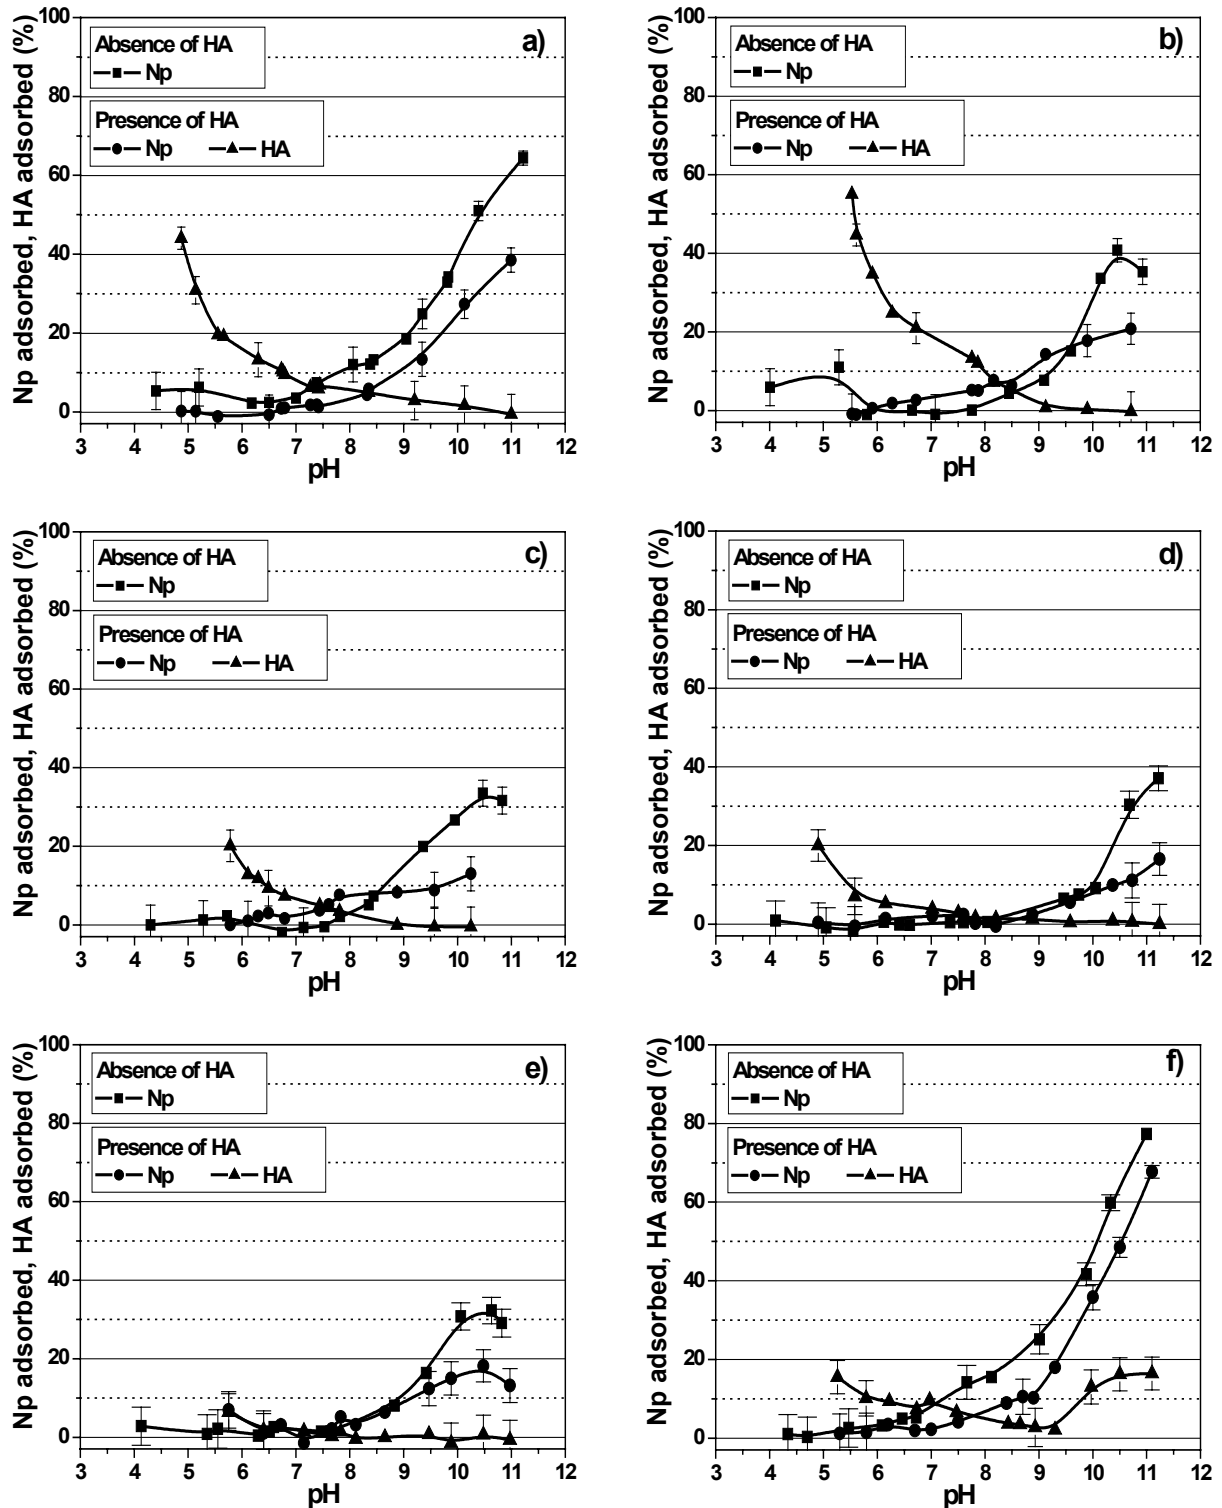 a)
Np adsorbed, HA adsorbed (%)
100
80
60
40
20
0
Absence of HA
Np
Presence of HA
Np HA
3 4 5 6 7 8 9 10 11 12
pH
b)
Np adsorbed, HA adsorbed (%)
100
80
60
40
20
0
Absence of HA
Np
Presence of HA
Np HA
3 4 5 6 7 8 9 10 11 12
pH
c)
Np adsorbed, HA adsorbed (%)
100
80
60
40
20
0
Absence of HA
Np
Presence of HA
Np HA
3 4 5 6 7 8 9 10 11 12
pH
d)
Np adsorbed, HA adsorbed (%)
100
80
60
40
20
0
Absence of HA
Np
Presence of HA
Np HA
3 4 5 6 7 8 9 10 11 12
pH
e)
Np adsorbed, HA adsorbed (%)
100
80
60
40
20
0
Absence of HA
Np
Presence of HA
Np HA
3 4 5 6 7 8 9 10 11 12
pH
f)
Np adsorbed, HA adsorbed (%)
100
80
60
40
20
0
Absence of HA
Np
Presence of HA
Np HA
3 4 5 6 7 8 9 10 11 12
pH